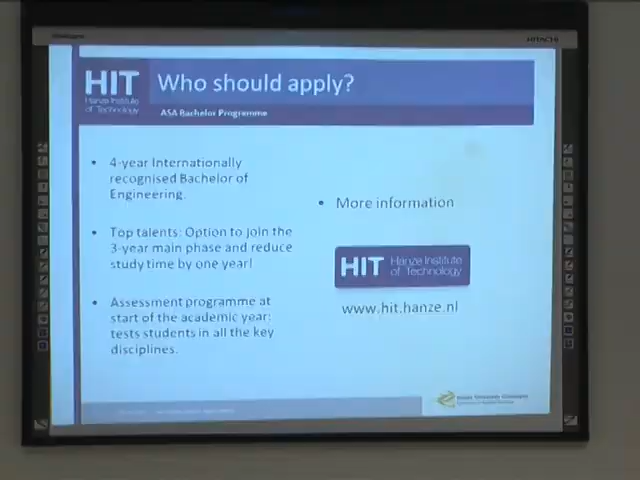 HITACHI
HIT
Hanze Institute
of Technology
Who should apply?
ASA Bachelor Programme
• 4-year Internationally
recognised Bachelor of
Engineering.
• Top talents: Option to join the
3-year main phase and reduce
study time by one year!
• Assessment programme at
start of the academic year:
tests students in all the key
disciplines.
• More information
HIT Hanze Institute
of Technology
www.hit.hanze.nl